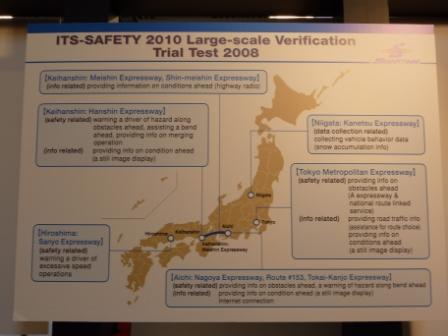 ITS-SAFETY 2010 Large-scale Verification
Trial Test 2008
[Keihanshin: Meishin Expressway, Shin-meishin Expressway]
(info related) providing information on conditions ahead (highway radio)
[Keihanshin: Hanshin Expressway]
(safety related) warning a driver of hazard along
obstacles ahead, assisting a bend
ahead, providing info on merging
operation
(info related) providing info on condition ahead
(a still image display)
[Niigata: Kanetsu Expressway]
(data collection related)
collecting vehicle behavior data
(snow accumulation info)
[Tokyo Metropolitan Expressway]
(safety related) providing info on
obstacles ahead
(A expressway &
national route linked
service)
(info related) providing road traffic info
(assistance for route choice)
providing info on
conditions ahead
(a still image display)
Niigata
Tokyo
Aichi
Keihanshin
Hiroshima
Keihanshin,
Meishin Expressway
[Hiroshima:
Sanyo Expressway]
(safety related)
warning a driver of
excessive speed
operations
[Aichi: Nagoya Expressway, Route #153, Tokai-Kanjo Expressway]
(safety related) providing info on obstacles ahead, a warning of hazard along bend ahead
(info related) providing info on condition ahead (a still image display)
Internet connection